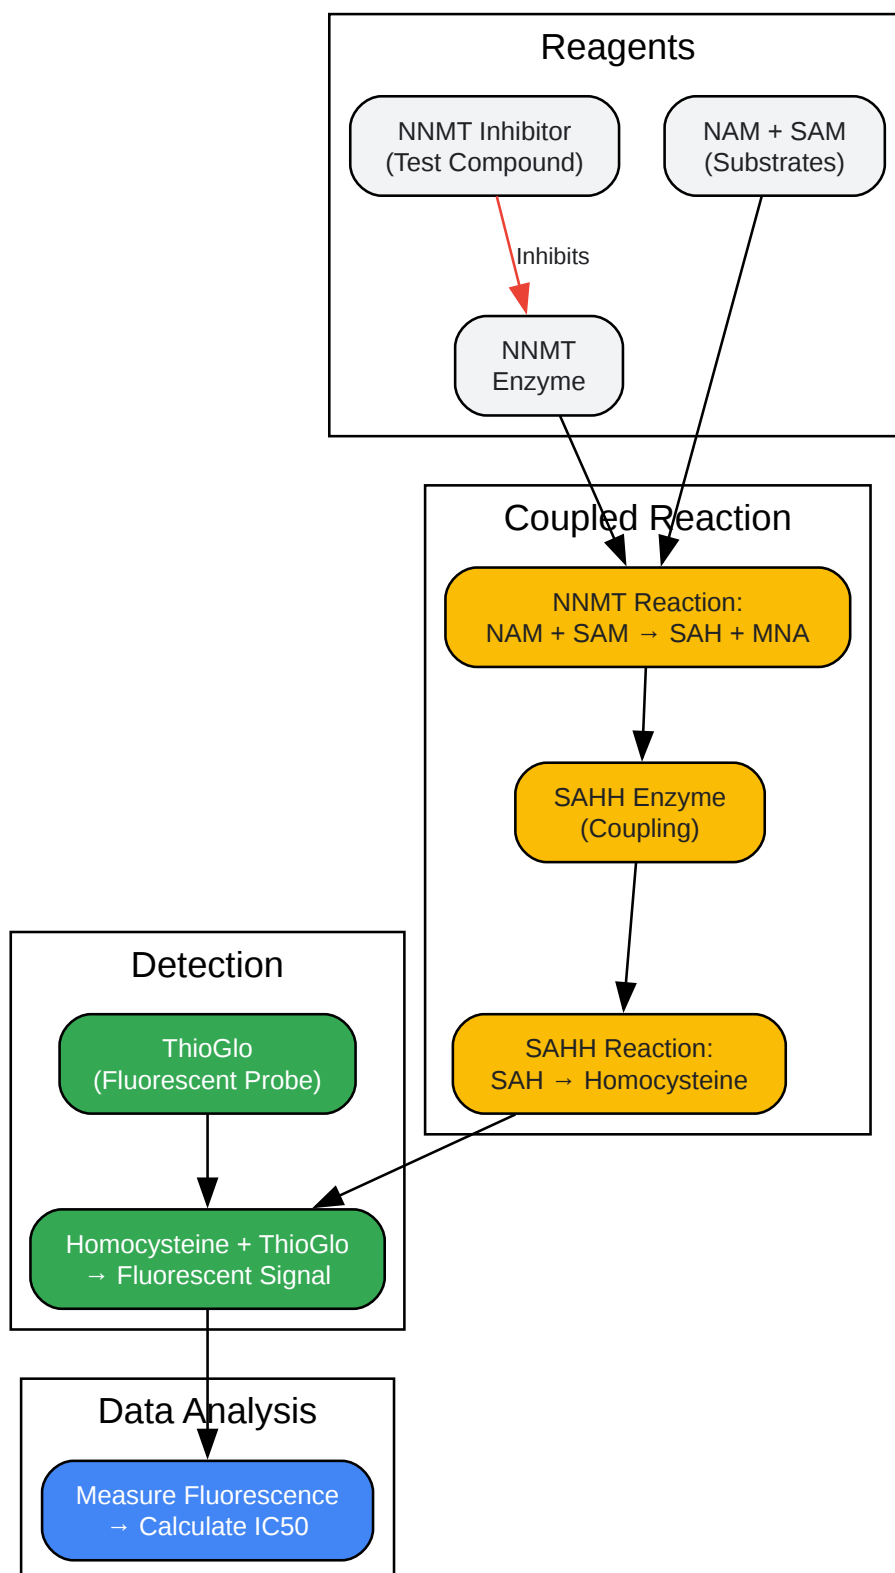 Reagents
NNMT Inhibitor
(Test Compound)
NAM + SAM
(Substrates)
Inhibits
NNMT
Enzyme
Coupled Reaction
NNMT Reaction:
NAM + SAM → SAH + MNA
SAHH Enzyme
(Coupling)
Detection
ThioGlo
(Fluorescent Probe)
SAHH Reaction:
SAH → Homocysteine
Homocysteine + ThioGlo
→ Fluorescent Signal
Data Analysis
Measure Fluorescence
→ Calculate IC50